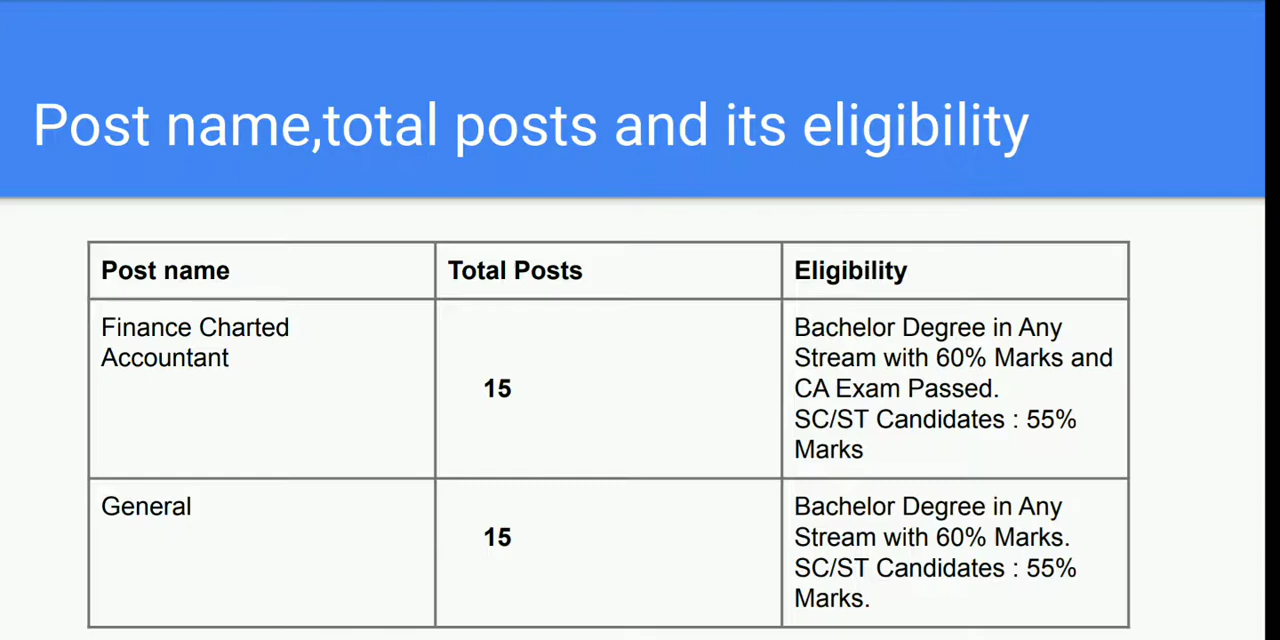 Post name,total posts and its eligibility
Post name
Total Posts
Eligibility
Finance Charted
Accountant
15
Bachelor Degree in Any
Stream with 60% Marks and
CA Exam Passed.
SC/ST Candidates : 55%
Marks
General
15
Bachelor Degree in Any
Stream with 60% Marks.
SC/ST Candidates : 55%
Marks.